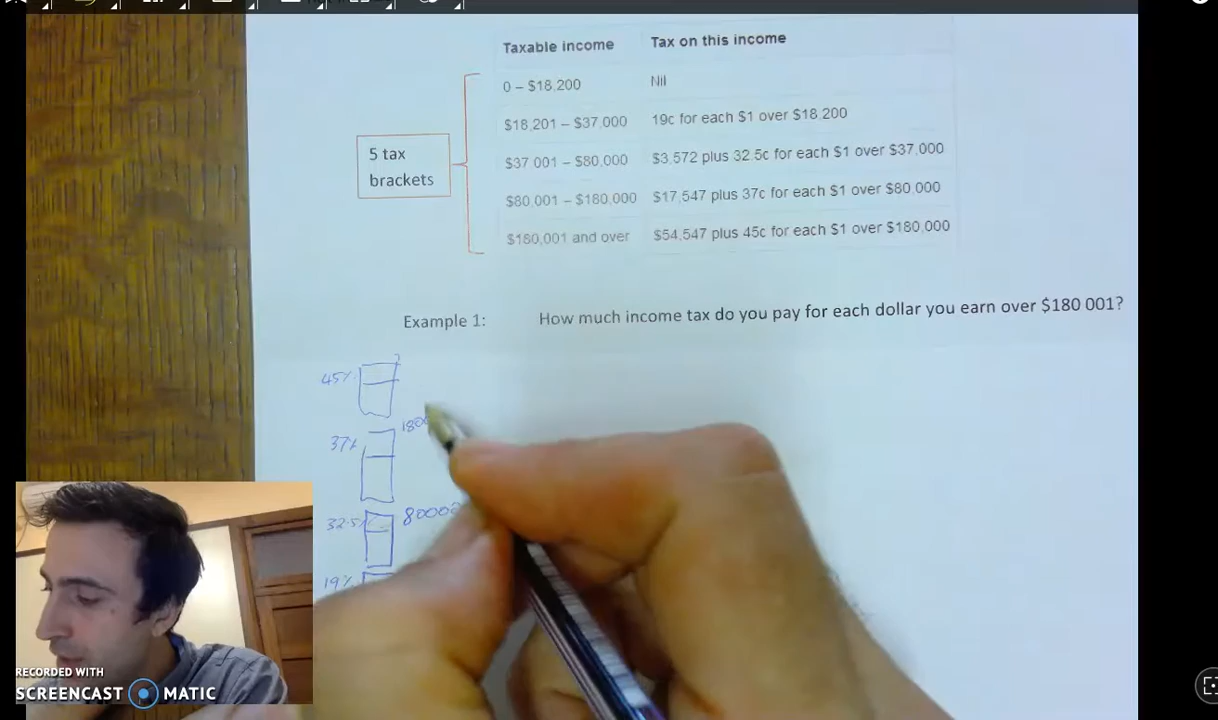 Taxable income Tax on this income
0 – $18,200 Nil
$18,201 – $37,000 19c for each $1 over $18,200
5 tax brackets
$37,001 – $80,000 $3,572 plus 32.5c for each $1 over $37,000
$80,001 – $180,000 $17,547 plus 37c for each $1 over $80,000
$180,001 and over $54,547 plus 45c for each $1 over $180,000
Example 1: How much income tax do you pay for each dollar you earn over $180 001?
45%
37%
32.5%
19%
RECORDED WITH
SCREENCAST MATIC